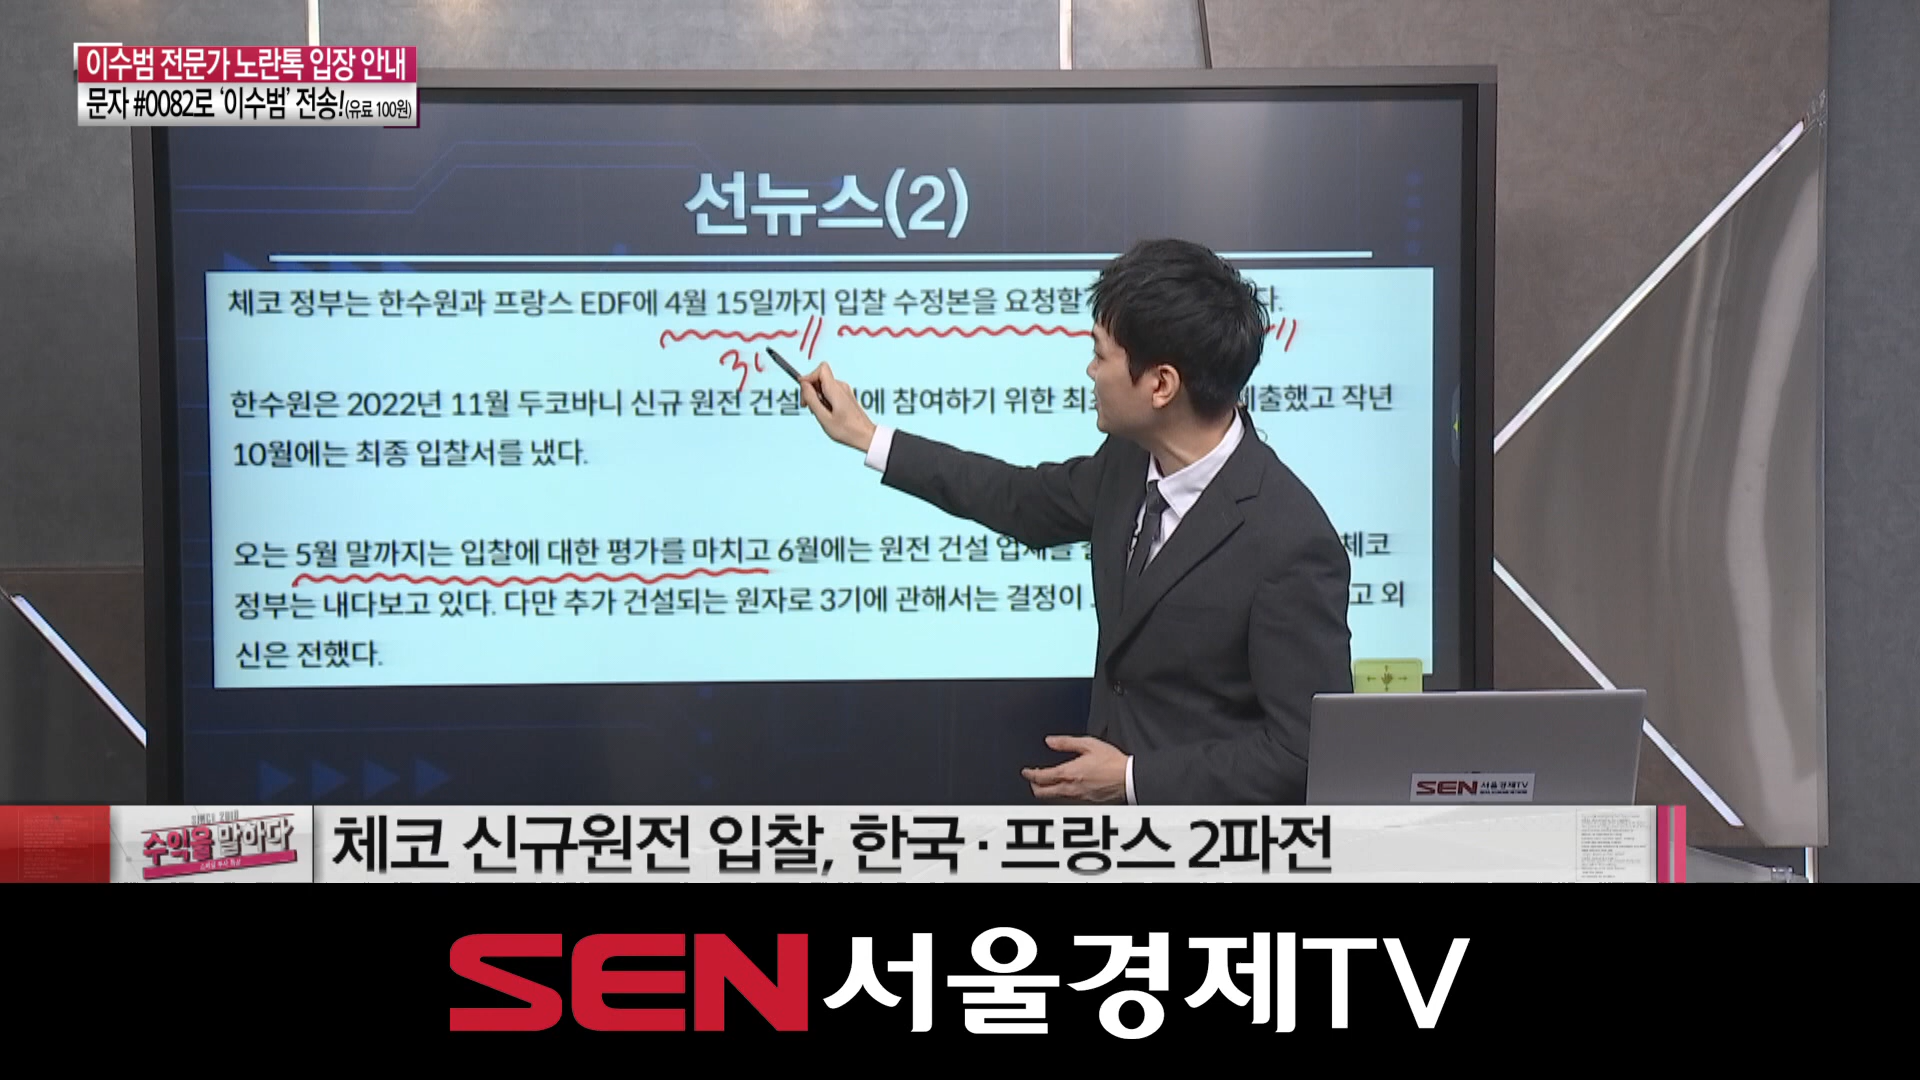 이수범 전문가 노란톡 입장 안내
문자 #0082로 ‘이수범’ 전송! (유료 100원)
선뉴스(2)
체코 정부는 한수원과 프랑스 EDF에 4월 15일까지 입찰 수정본을 요청할 다.
한수원은 2022년 11월 두코바니 신규 원전 건설 에 참여하기 위한 제출했고 작년
10월에는 최종 입찰서를 냈다.
오는 5월 말까지는 입찰에 대한 평가를 마치고 6월에는 원전 건설 체코
정부는 내다보고 있다. 다만 추가 건설되는 원자로 3기에 관해서는 결정이 고 외
신은 전했다.
SEN 서울경제TV
SINCE 2010
수익을 말하다
체코 신규원전 입찰, 한국·프랑스 2파전
SEN 서울경제TV